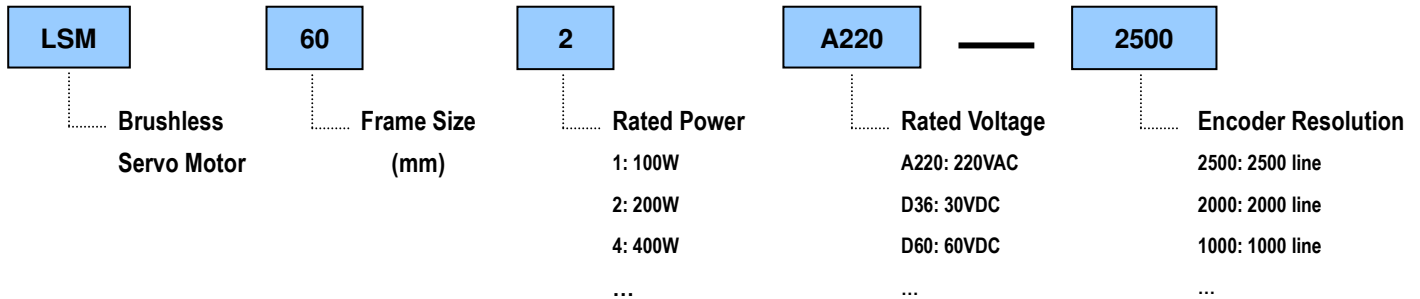 LSM 60 2 A220 — 2500
Brushless Frame Size Rated Power Rated Voltage Encoder Resolution
Servo Motor (mm) 1: 100W A220: 220VAC 2500: 2500 line
2: 200W D36: 30VDC 2000: 2000 line
4: 400W D60: 60VDC 1000: 1000 line
... ... ...